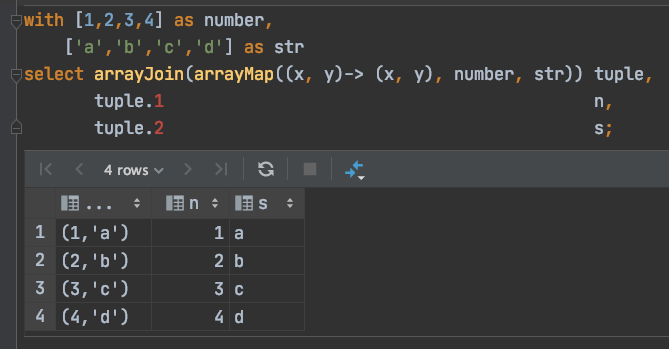 with [1,2,3,4] as number,
['a','b','c','d'] as str
select arrayJoin(arrayMap((x, y)-> (x, y), number, str)) tuple,
tuple.1 n,
tuple.2 s;
4 rows
... n s
1 (1,'a') 1 a
2 (2,'b') 2 b
3 (3,'c') 3 c
4 (4,'d') 4 d